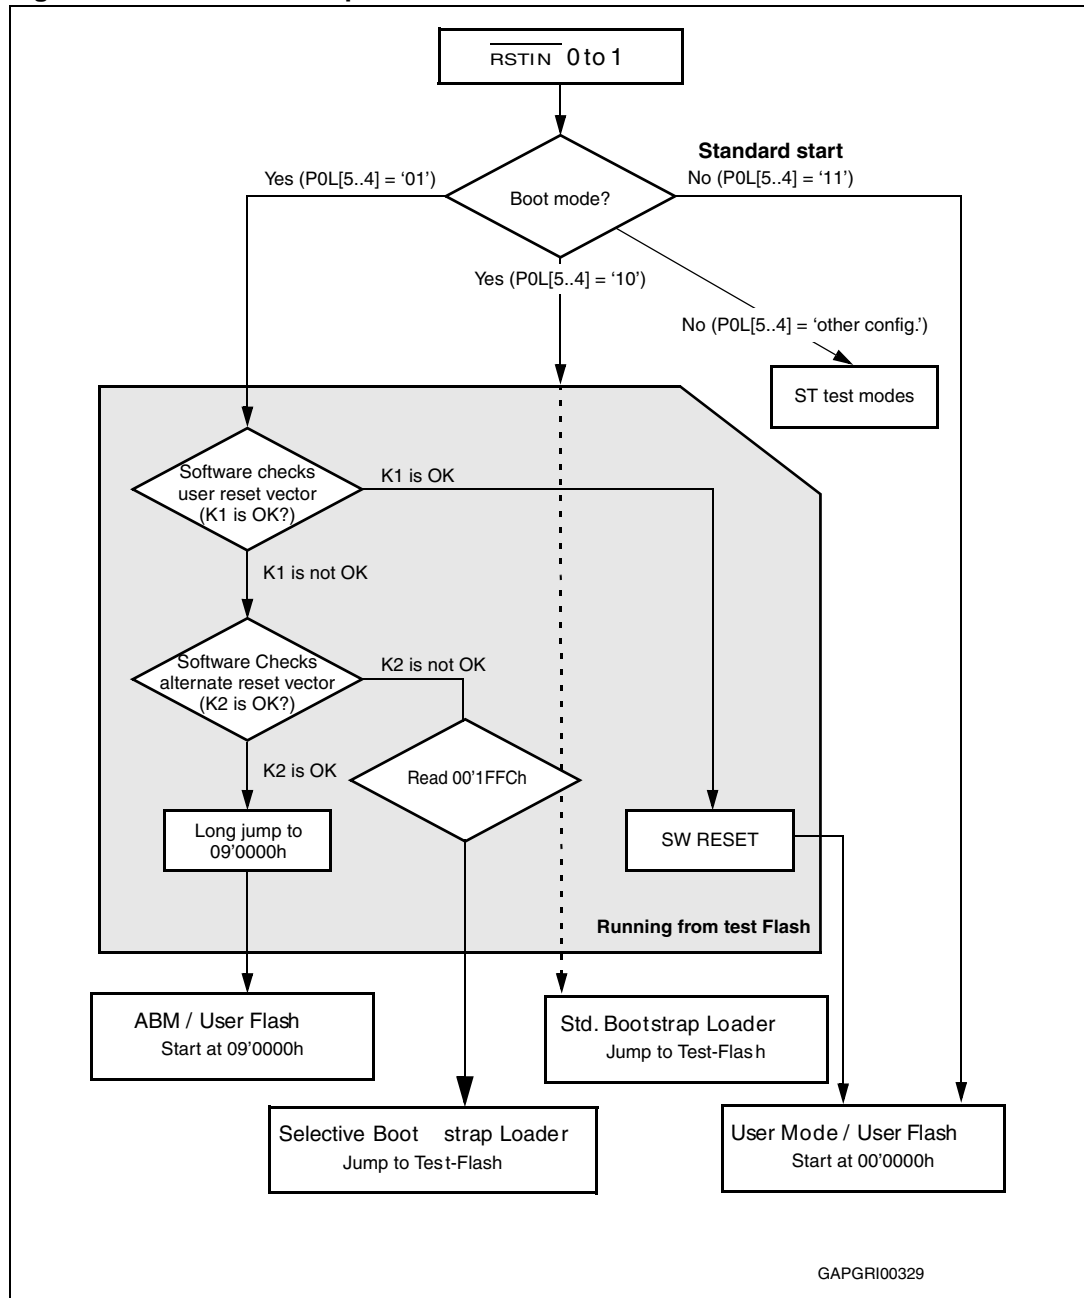 RSTIN 0 to 1
Standard start
Yes (P0L[5..4] = ‘01’)
No (P0L[5..4] = ‘11’)
Boot mode?
Yes (P0L[5..4] = ‘10’)
No (P0L[5..4] = ‘other config.’)
ST test modes
Software checks
user reset vector
(K1 is OK?)
K1 is OK
K1 is not OK
Software Checks
alternate reset vector
(K2 is OK?)
K2 is not OK
K2 is OK
Read 00’1FFCh
Long jump to
09’0000h
SW RESET
Running from test Flash
ABM / User Flash
Start at 09’0000h
Std. Bootstrap Loader
Jump to Test-Flash
Selective Boot strap Loader
Jump to Test-Flash
User Mode / User Flash
Start at 00’0000h
GAPGRI00329